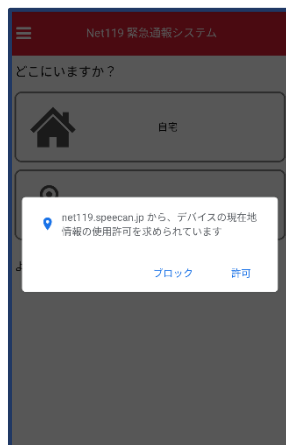 Net119 緊急通報システム
どこにいますか？
自宅
net119.speecan.jp から、デバイスの現在地
情報の使用許可を求められています
ブロック 許可